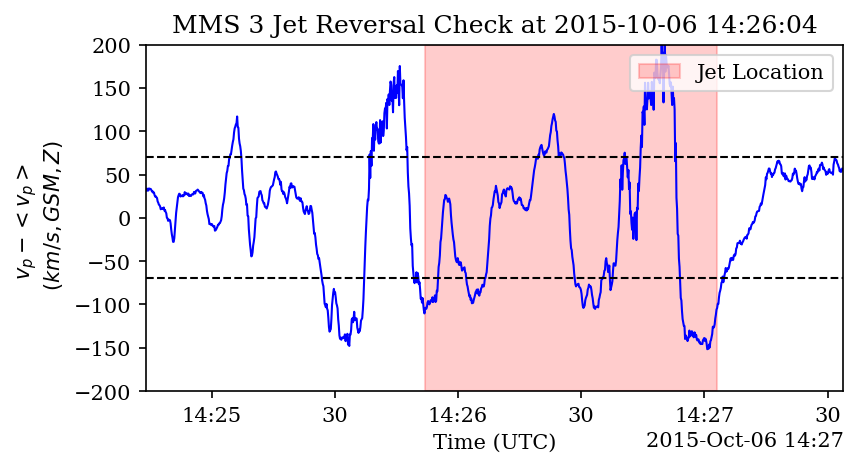 MMS 3 Jet Reversal Check at 2015-10-06 14:26:04
Jet Location
200
150
100
50
0
−50
−100
−150
−200
v_p − < v_p >
(km/s, GSM, Z)
14:25
30
14:26
30
14:27
30
Time (UTC)
2015-Oct-06 14:27